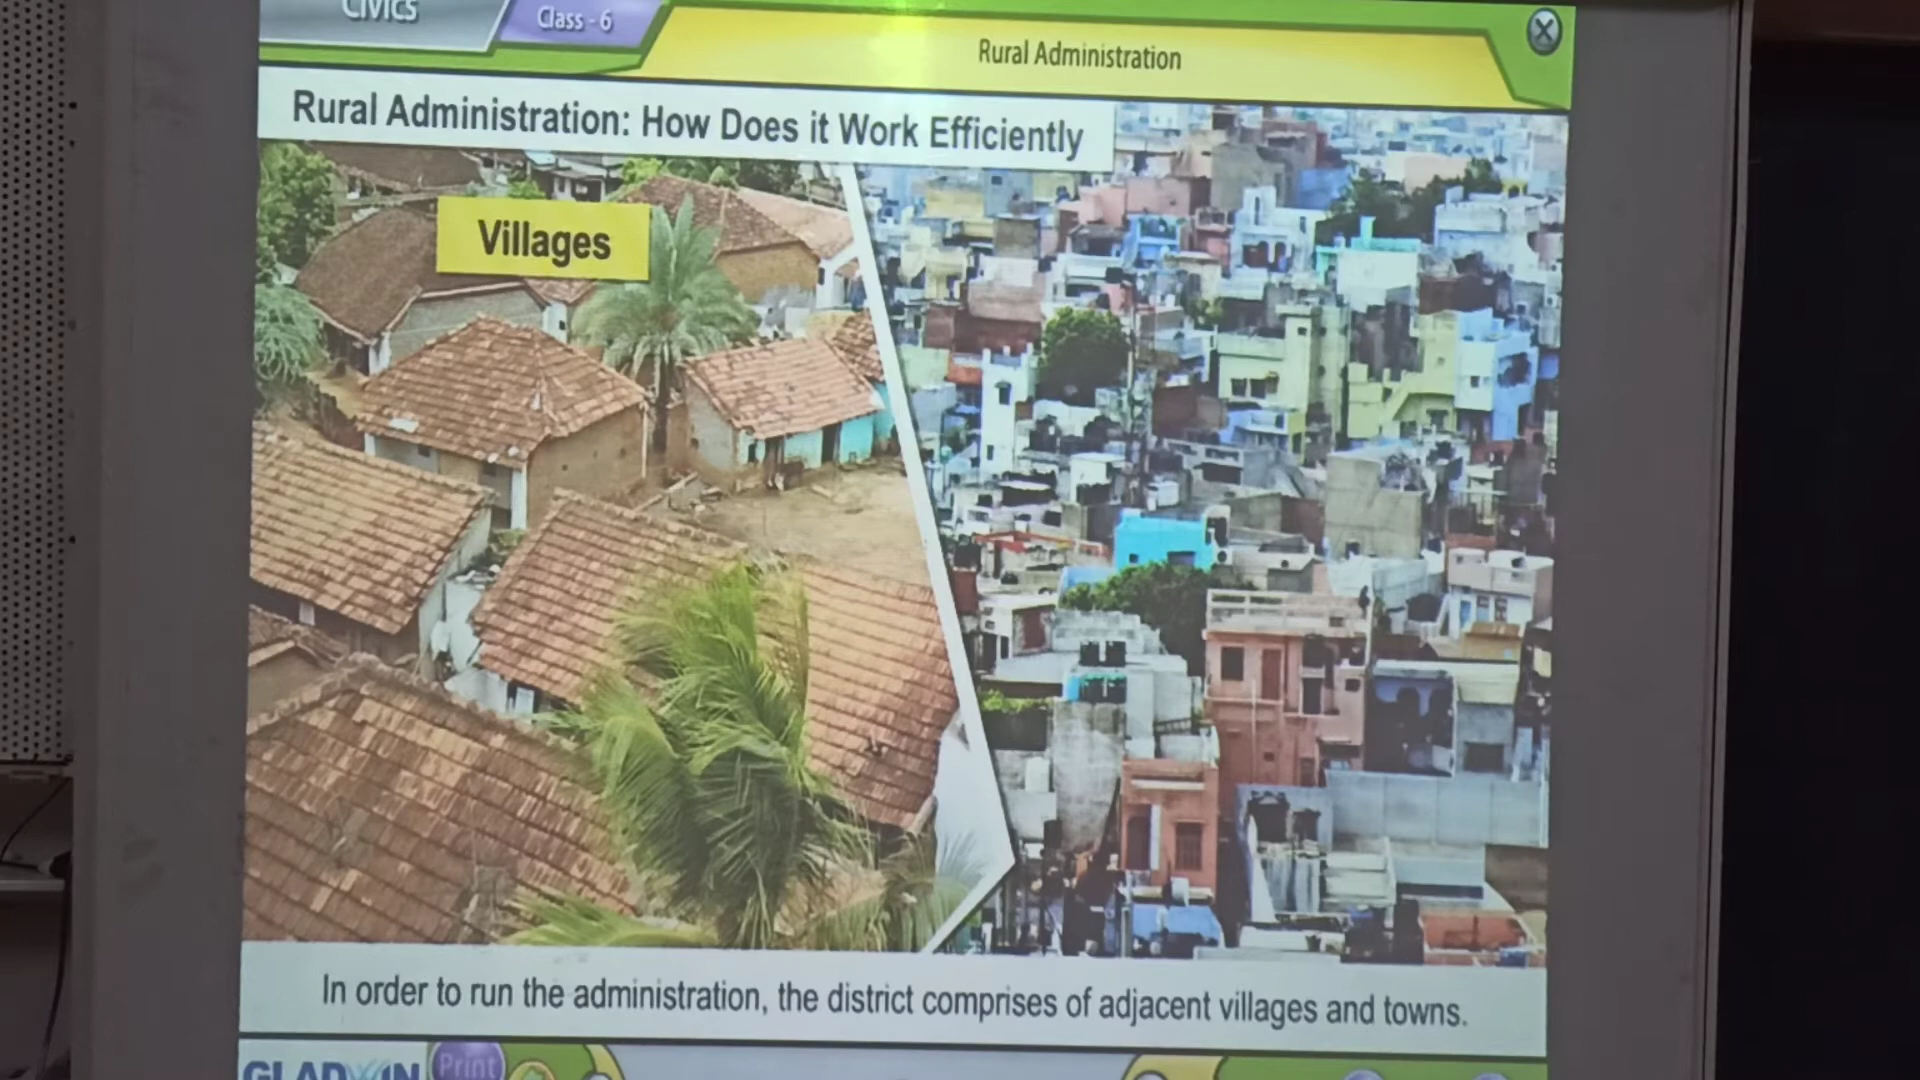 Civics
Class - 6
Rural Administration
Rural Administration: How Does it Work Efficiently
Villages
In order to run the administration, the district comprises of adjacent villages and towns.
GLADWIN
Print